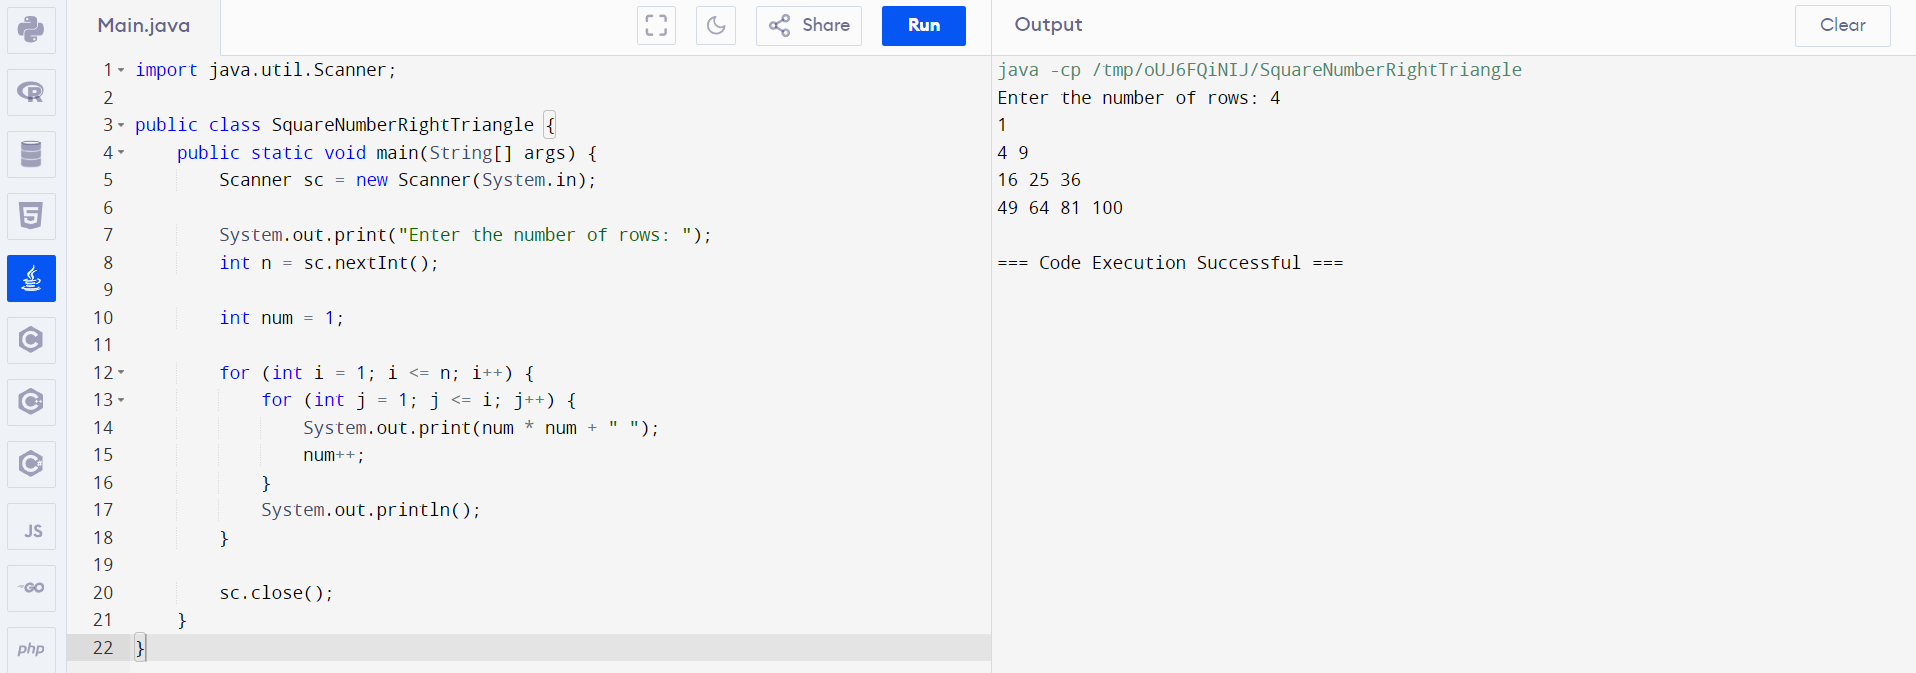 Main.java
Share
Run
Output
Clear
1 import java.util.Scanner;
2
3 public class SquareNumberRightTriangle {
4     public static void main(String[] args) {
5         Scanner sc = new Scanner(System.in);
6
7         System.out.print("Enter the number of rows: ");
8         int n = sc.nextInt();
9
10         int num = 1;
11
12         for (int i = 1; i <= n; i++) {
13             for (int j = 1; j <= i; j++) {
14                 System.out.print(num * num + " ");
15                 num++;
16             }
17             System.out.println();
18         }
19
20         sc.close();
21     }
22 }
java -cp /tmp/oUJ6FQiNIJ/SquareNumberRightTriangle
Enter the number of rows: 4
1
4 9
16 25 36
49 64 81 100
=== Code Execution Successful ===
R
5
C
C
C
JS
GO
php